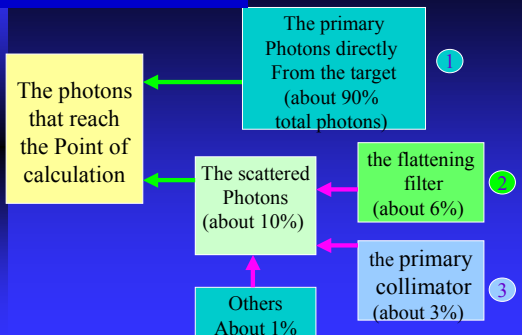 The primary
Photons directly
From the target
(about 90%
total photons)
1
The photons
that reach
the Point of
calculation
The scattered
Photons
(about 10%)
the flattening
filter
(about 6%)
2
the primary
collimator
(about 3%)
3
Others
About 1%